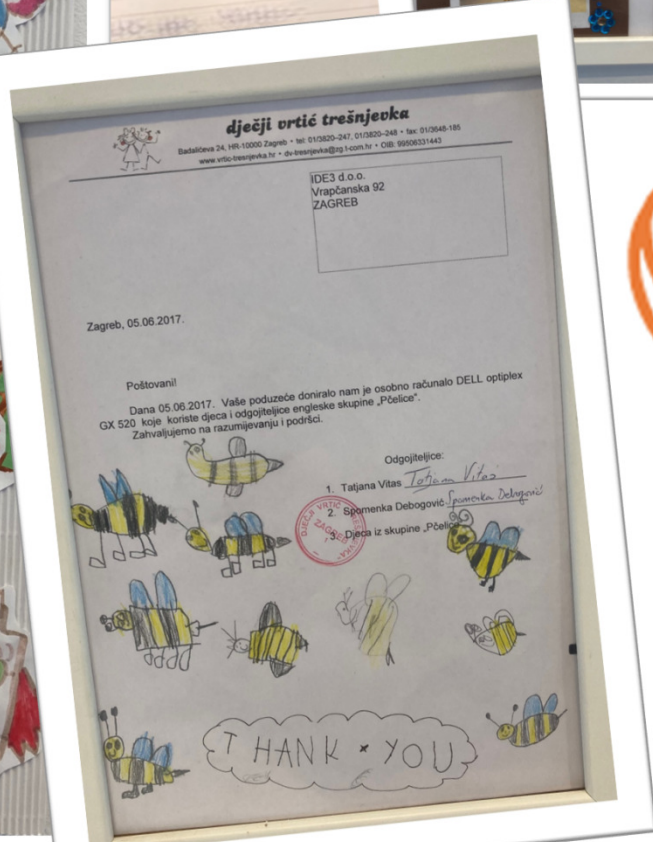 dječji vrtić trešnjevka
Badalićeva 24, HR-10000 Zagreb • tel: 01/3820-247, 01/3820-248 • fax: 01/3648-185
www.vrtic-tresnjevka.hr • dv-tresnjevka@zg.t-com.hr • OIB: 99506331443
IDE3 d.o.o.
Vrapčanska 92
ZAGREB
Zagreb, 05.06.2017.
Poštovani!
Dana 05.06.2017. Vaše poduzeće doniralo nam je osobno računalo DELL optiplex
GX 520 koje koriste djeca i odgojiteljice engleske skupine „Pčelice“.
Zahvaljujemo na razumijevanju i podršci.
Odgojiteljice:
1. Tatjana Vitas Tatjana Vitas
2. Spomenka Debogović Spomenka Debogović
3. Djeca iz skupine „Pčelice
DJEČJI VRTIĆ
ZAGREB
THANK YOU